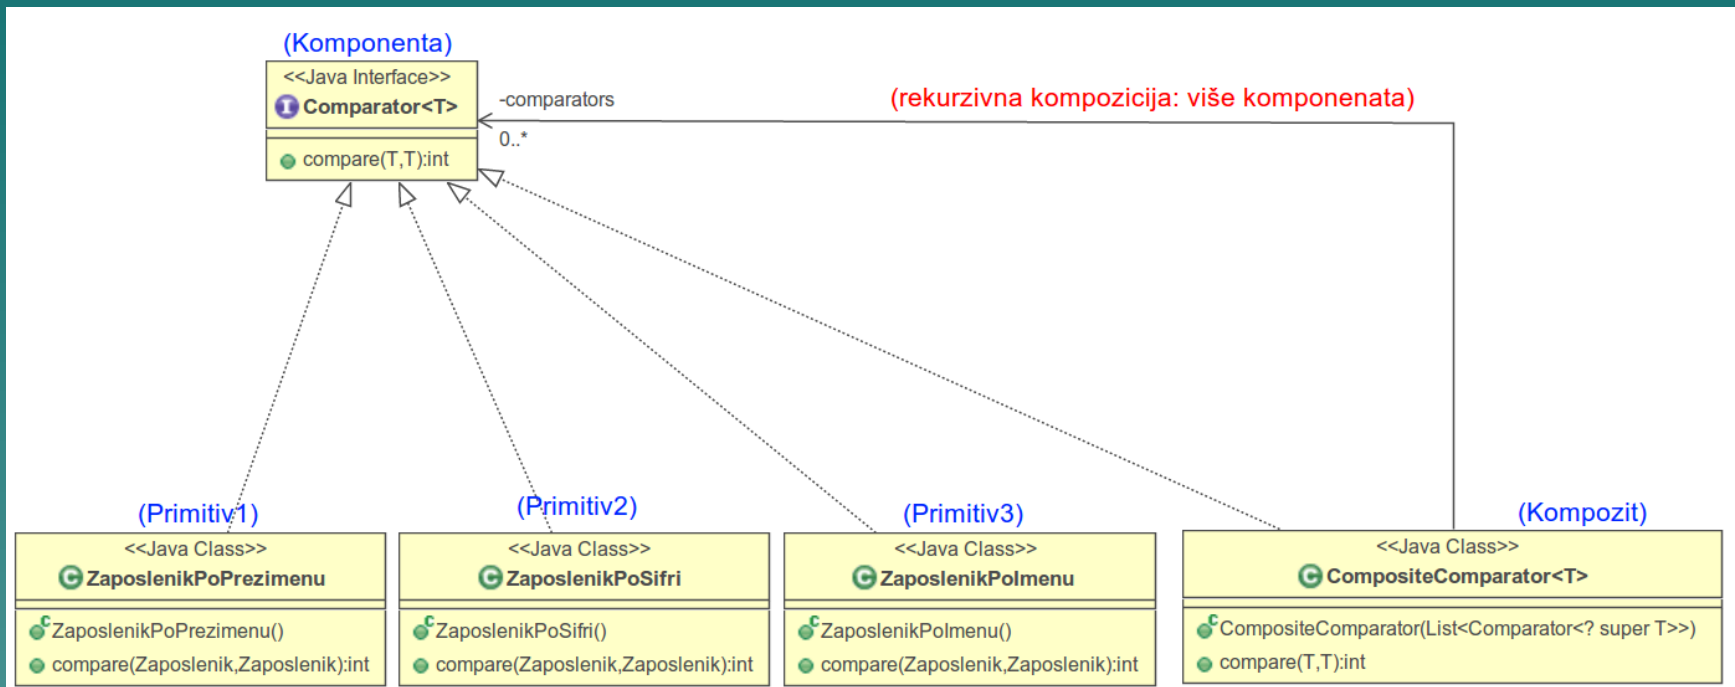 (Komponenta)
<<Java Interface>>
I Comparator<T>
compare(T,T):int
-comparators
0..*
(rekurzivna kompozicija: više komponenata)
(Primitiv1)
<<Java Class>>
C ZaposlenikPoPrezimenu
C ZaposlenikPoPrezimenu()
compare(Zaposlenik,Zaposlenik):int
(Primitiv2)
<<Java Class>>
C ZaposlenikPoSifri
C ZaposlenikPoSifri()
compare(Zaposlenik,Zaposlenik):int
(Primitiv3)
<<Java Class>>
C ZaposlenikPoImenu
C ZaposlenikPoImenu()
compare(Zaposlenik,Zaposlenik):int
(Kompozit)
<<Java Class>>
C CompositeComparator<T>
C CompositeComparator(List<Comparator<? super T>>)
compare(T,T):int